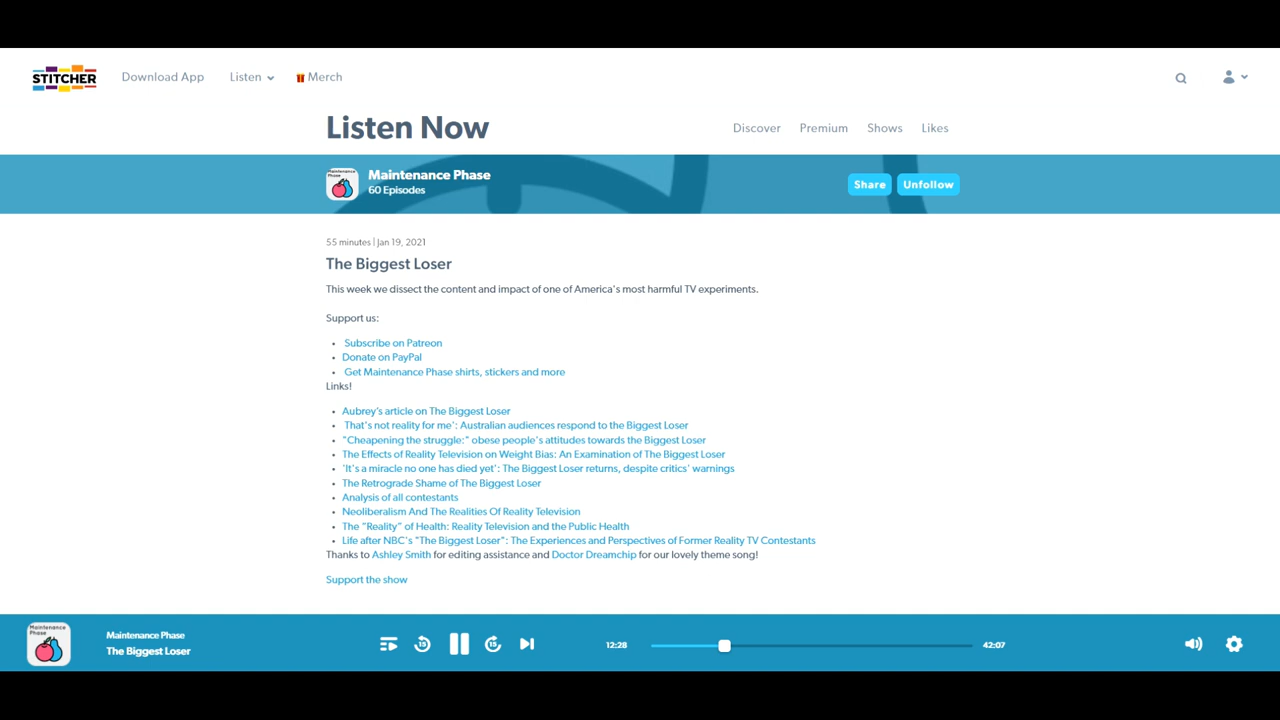 STITCHER Download App Listen Merch
Listen Now Discover Premium Shows Likes
Maintenance Phase
Maintenance Phase
60 Episodes
Share Unfollow
55 minutes | Jan 19, 2021
The Biggest Loser
This week we dissect the content and impact of one of America's most harmful TV experiments.
Support us:
• Subscribe on Patreon
• Donate on PayPal
• Get Maintenance Phase shirts, stickers and more
Links!
• Aubrey's article on The Biggest Loser
• That's not reality for me': Australian audiences respond to the Biggest Loser
• "Cheapening the struggle:" obese people's attitudes towards the Biggest Loser
• The Effects of Reality Television on Weight Bias: An Examination of The Biggest Loser
• 'It's a miracle no one has died yet': The Biggest Loser returns, despite critics' warnings
• The Retrograde Shame of The Biggest Loser
• Analysis of all contestants
• Neoliberalism And The Realities Of Reality Television
• The "Reality" of Health: Reality Television and the Public Health
• Life after NBC's "The Biggest Loser": The Experiences and Perspectives of Former Reality TV Contestants
Thanks to Ashley Smith for editing assistance and Doctor Dreamchip for our lovely theme song!
Support the show
Maintenance Phase
Maintenance Phase
The Biggest Loser
15 15 12:28 42:07